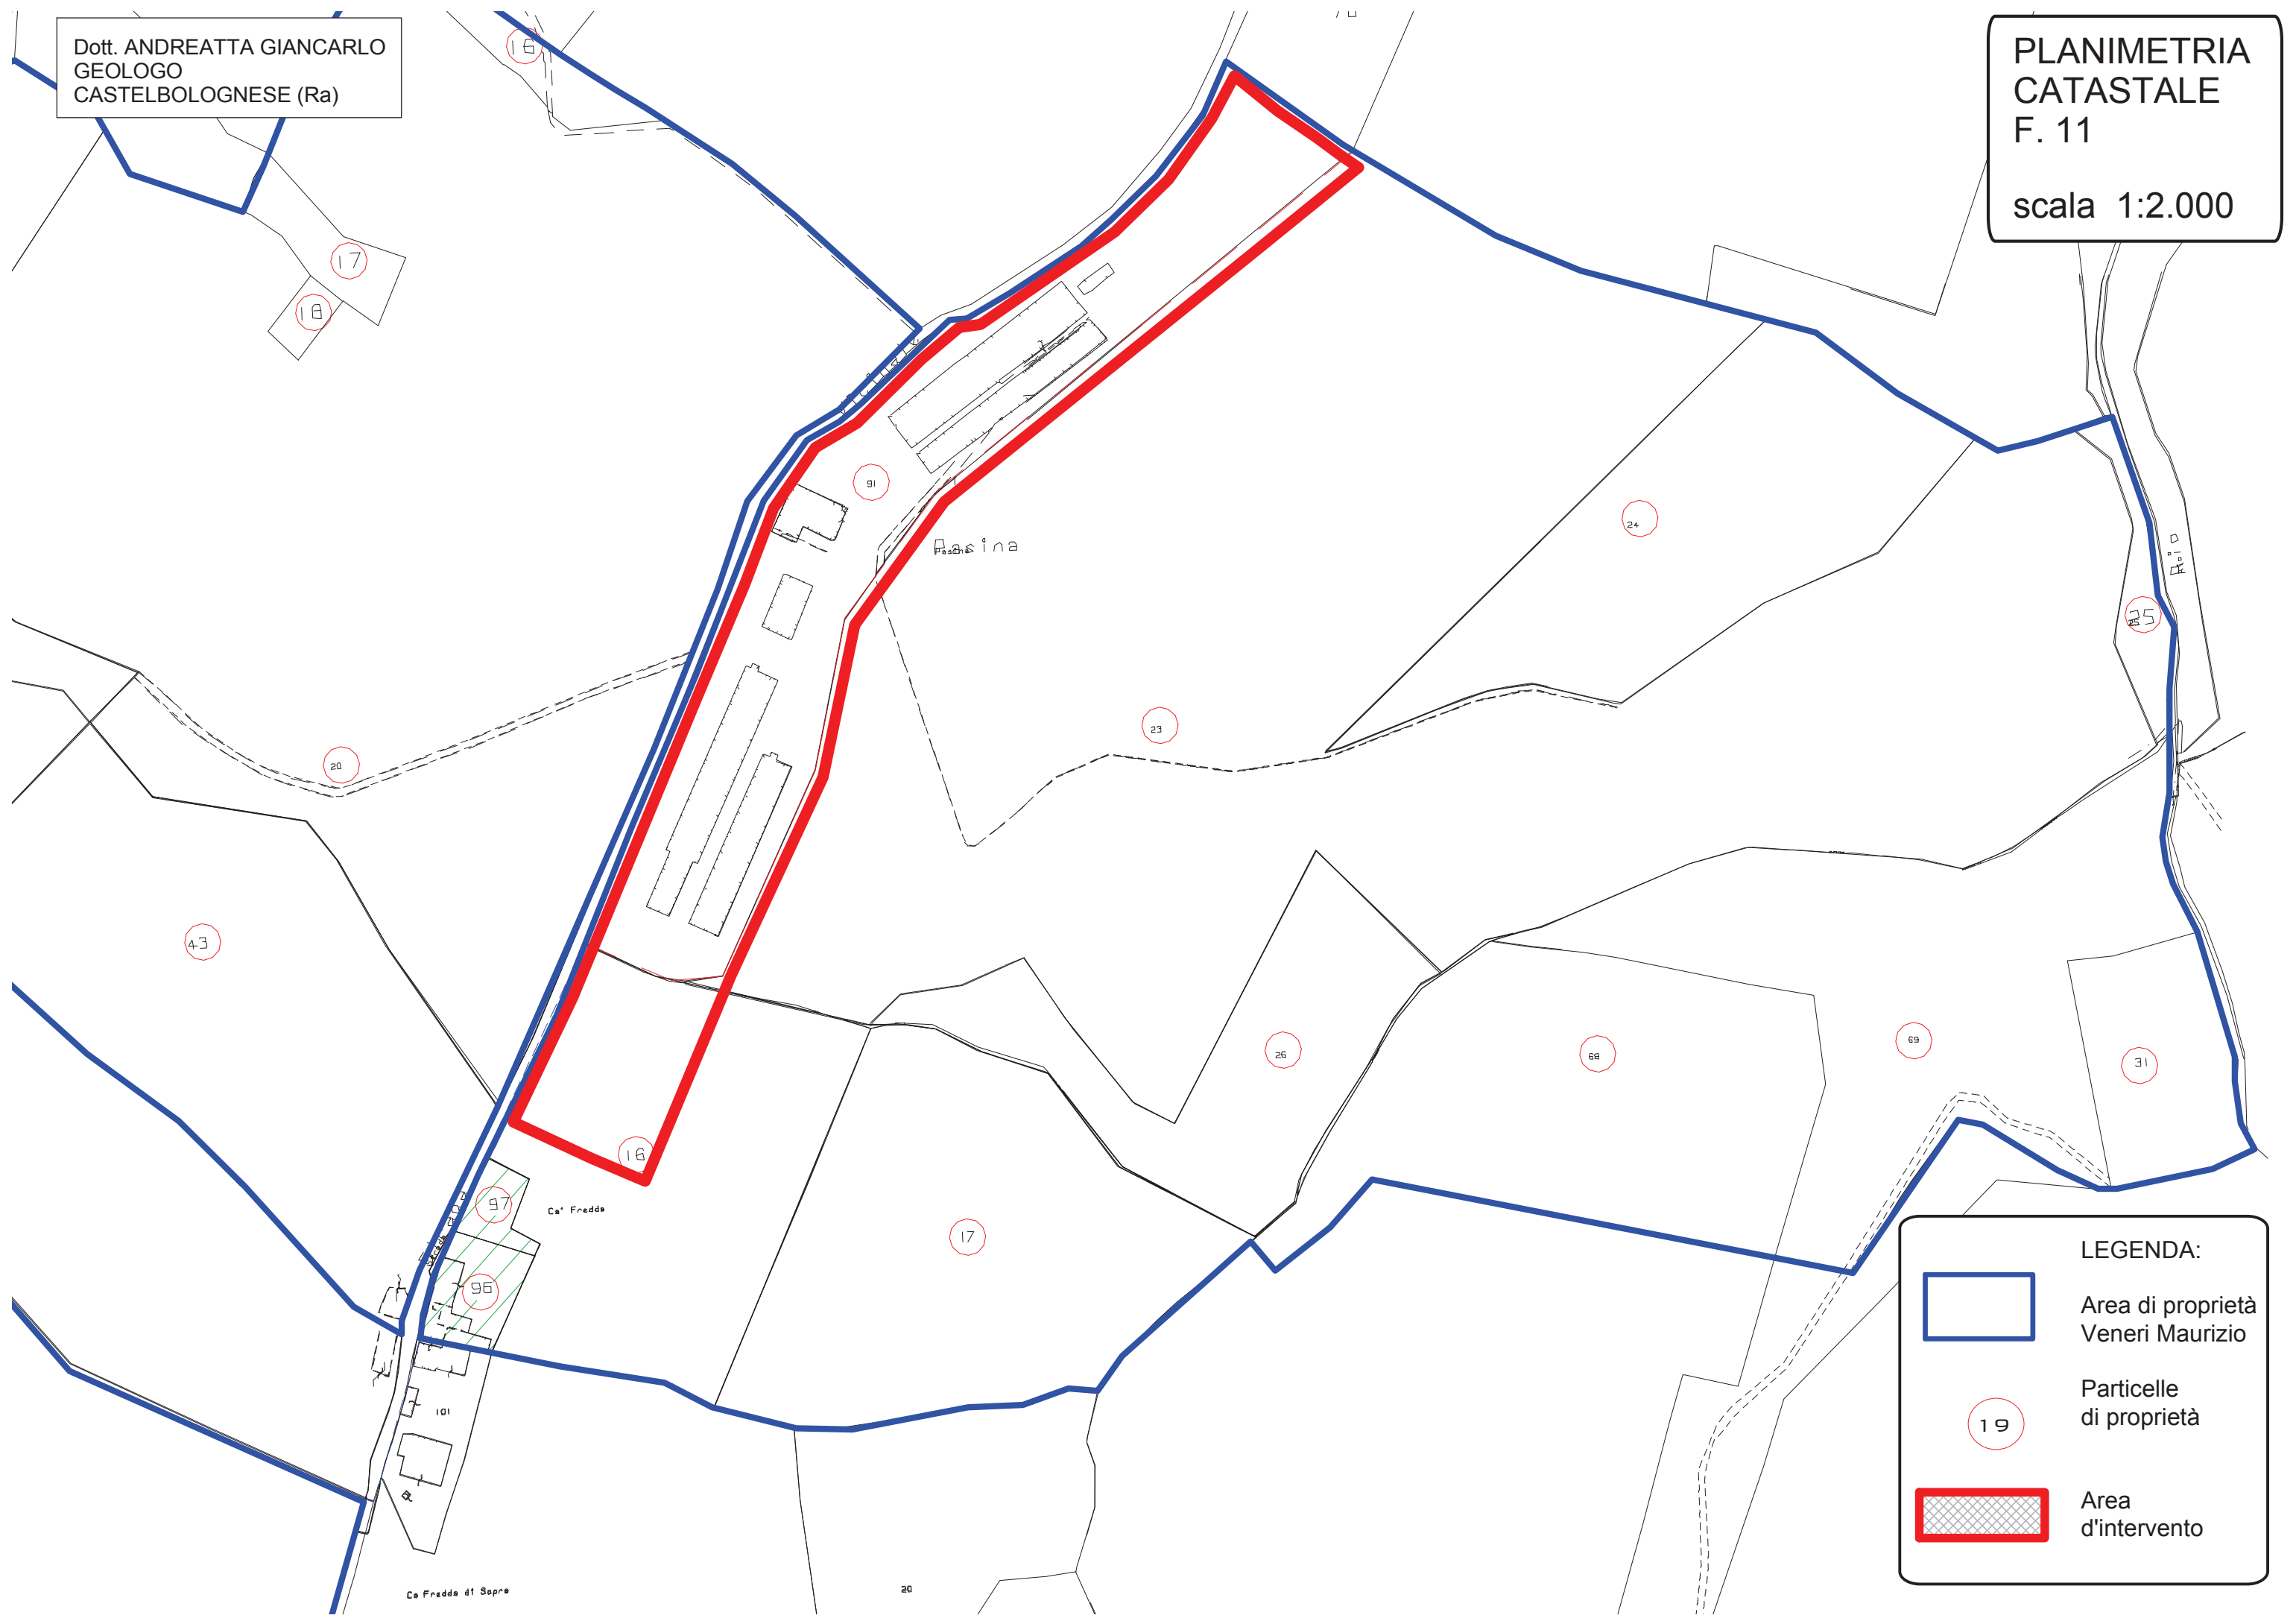 Dott. ANDREATTA GIANCARLO
GEOLOGO
CASTELBOLOGNESE (Ra)
PLANIMETRIA
CATASTALE
F. 11
scala 1:2.000
16
17
18
91
Pasina
24
25
20
23
43
26
68
69
31
16
97
Ca' Fredda
96
17
101
Ca Fredda di Sopra
20
LEGENDA:
Area di proprietà
Veneri Maurizio
19
Particelle
di proprietà
Area
d'intervento